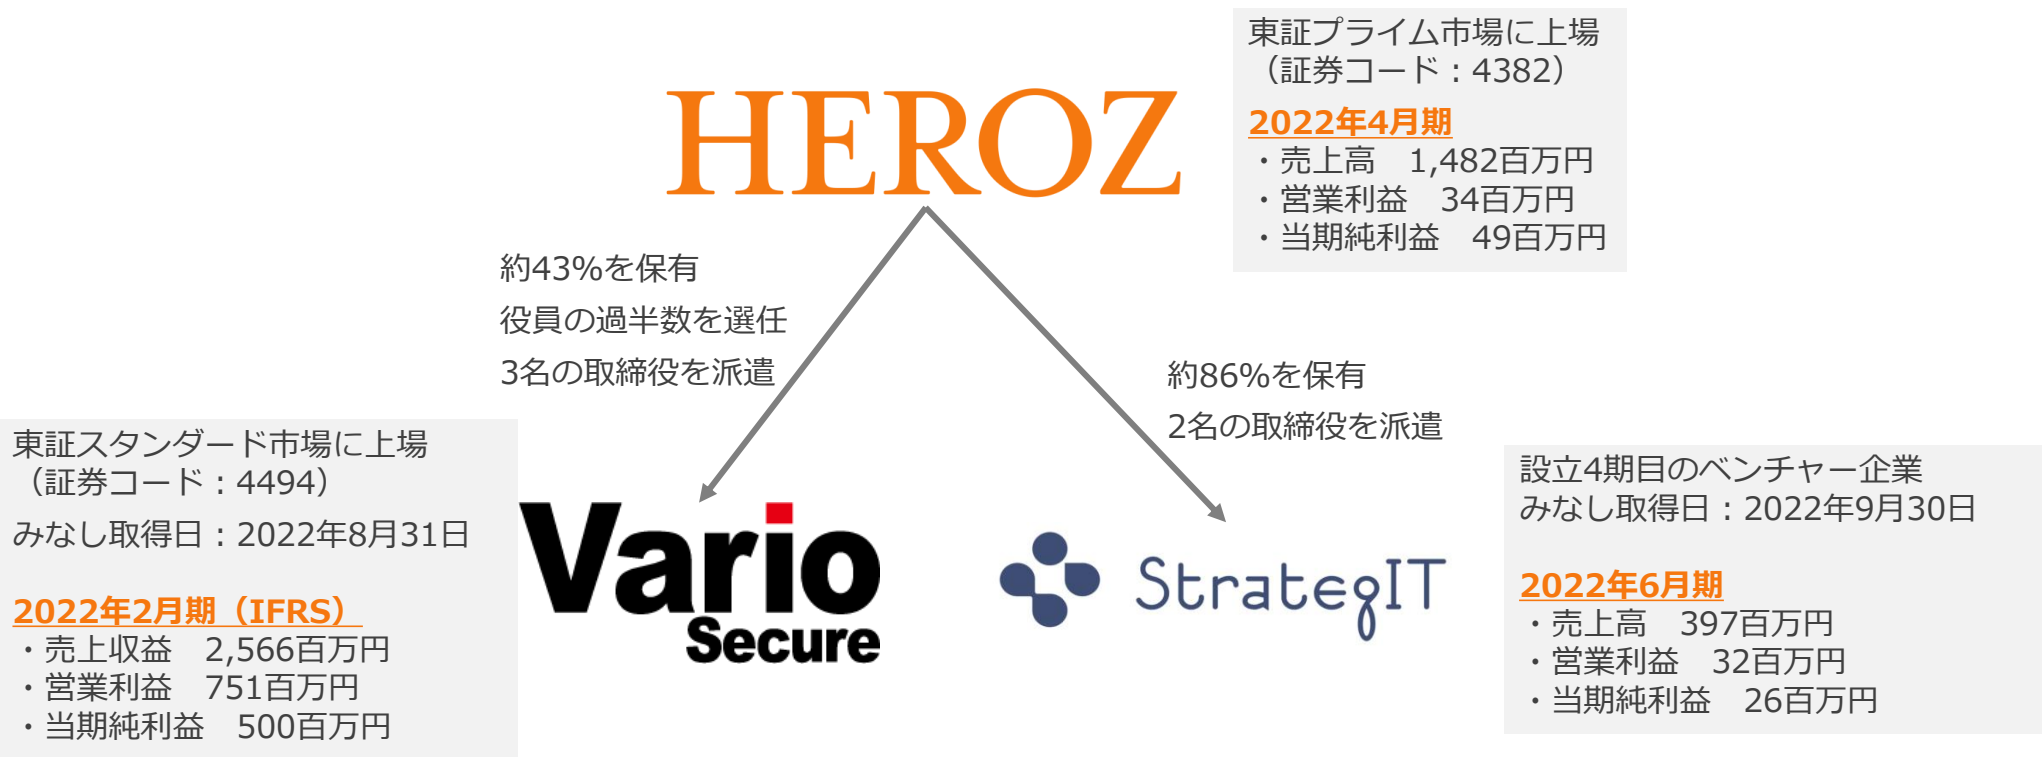 東証プライム市場に上場
（証券コード：4382）
2022年4月期
・売上高　1,482百万円
・営業利益　34百万円
・当期純利益　49百万円
HEROZ
約43%を保有
役員の過半数を選任
3名の取締役を派遣
約86%を保有
2名の取締役を派遣
東証スタンダード市場に上場
（証券コード：4494）
みなし取得日：2022年8月31日
2022年2月期（IFRS）
・売上収益　2,566百万円
・営業利益　751百万円
・当期純利益　500百万円
Vario
Secure
StrategIT
設立4期目のベンチャー企業
みなし取得日：2022年9月30日
2022年6月期
・売上高　397百万円
・営業利益　32百万円
・当期純利益　26百万円